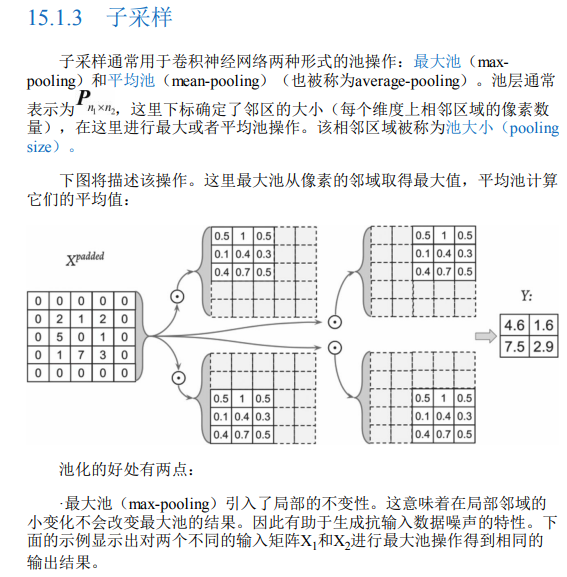 15.1.3 子采样
子采样通常用于卷积神经网络两种形式的池操作：最大池（max-
pooling）和平均池（mean-pooling）（也被称为average-pooling）。池层通常
表示为P n₁×n₂，这里下标确定了邻区的大小（每个维度上相邻区域的像素数
量），在这里进行最大或者平均池操作。该相邻区域被称为池大小（pooling
size）。
下图将描述该操作。这里最大池从像素的邻域取得最大值，平均池计算
它们的平均值：
Xpadded
0 0 0 0 0
0 2 1 2 0
0 5 0 1 0
0 1 7 3 0
0 0 0 0 0
0.5 1 0.5
0.1 0.4 0.3
0.4 0.7 0.5
0.5 1 0.5
0.1 0.4 0.3
0.4 0.7 0.5
0.5 1 0.5
0.1 0.4 0.3
0.4 0.7 0.5
0.5 1 0.5
0.1 0.4 0.3
0.4 0.7 0.5
Y:
4.6 1.6
7.5 2.9
池化的好处有两点：
·最大池（max-pooling）引入了局部的不变性。这意味着在局部邻域的
小变化不会改变最大池的结果。因此有助于生成抗输入数据噪声的特性。下
面的示例显示出对两个不同的输入矩阵X₁和X₂进行最大池操作得到相同的
输出结果。